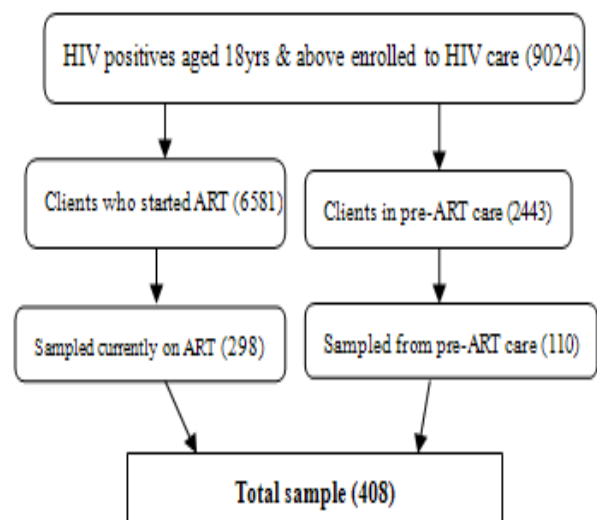 HIV positives aged 18yrs & above enrolled to HIV care (9024)
Clients who started ART (6581)
Clients in pre-ART care (2443)
Sampled currently on ART (298)
Sampled from pre-ART care (110)
Total sample (408)